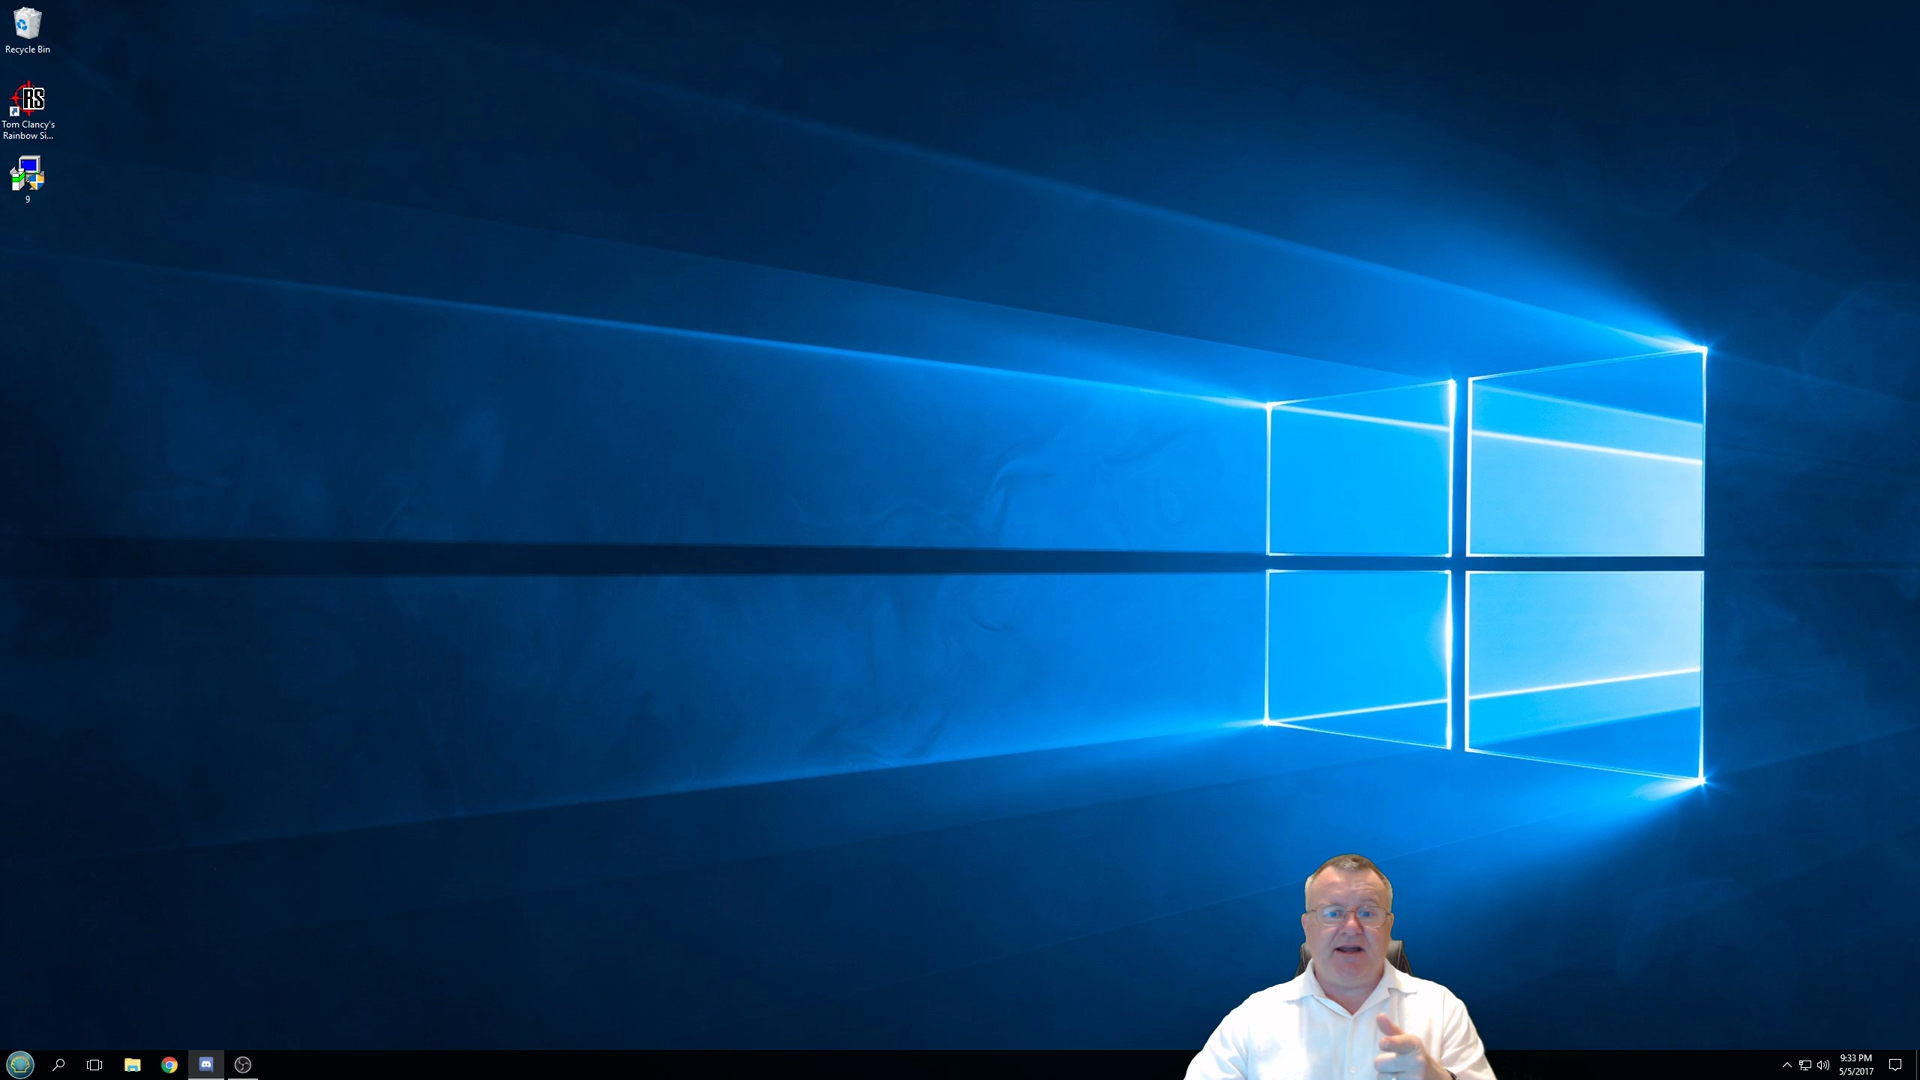 Recycle Bin
RS
Tom Clancy's
Rainbow Si...
9
9:33 PM
5/5/2017